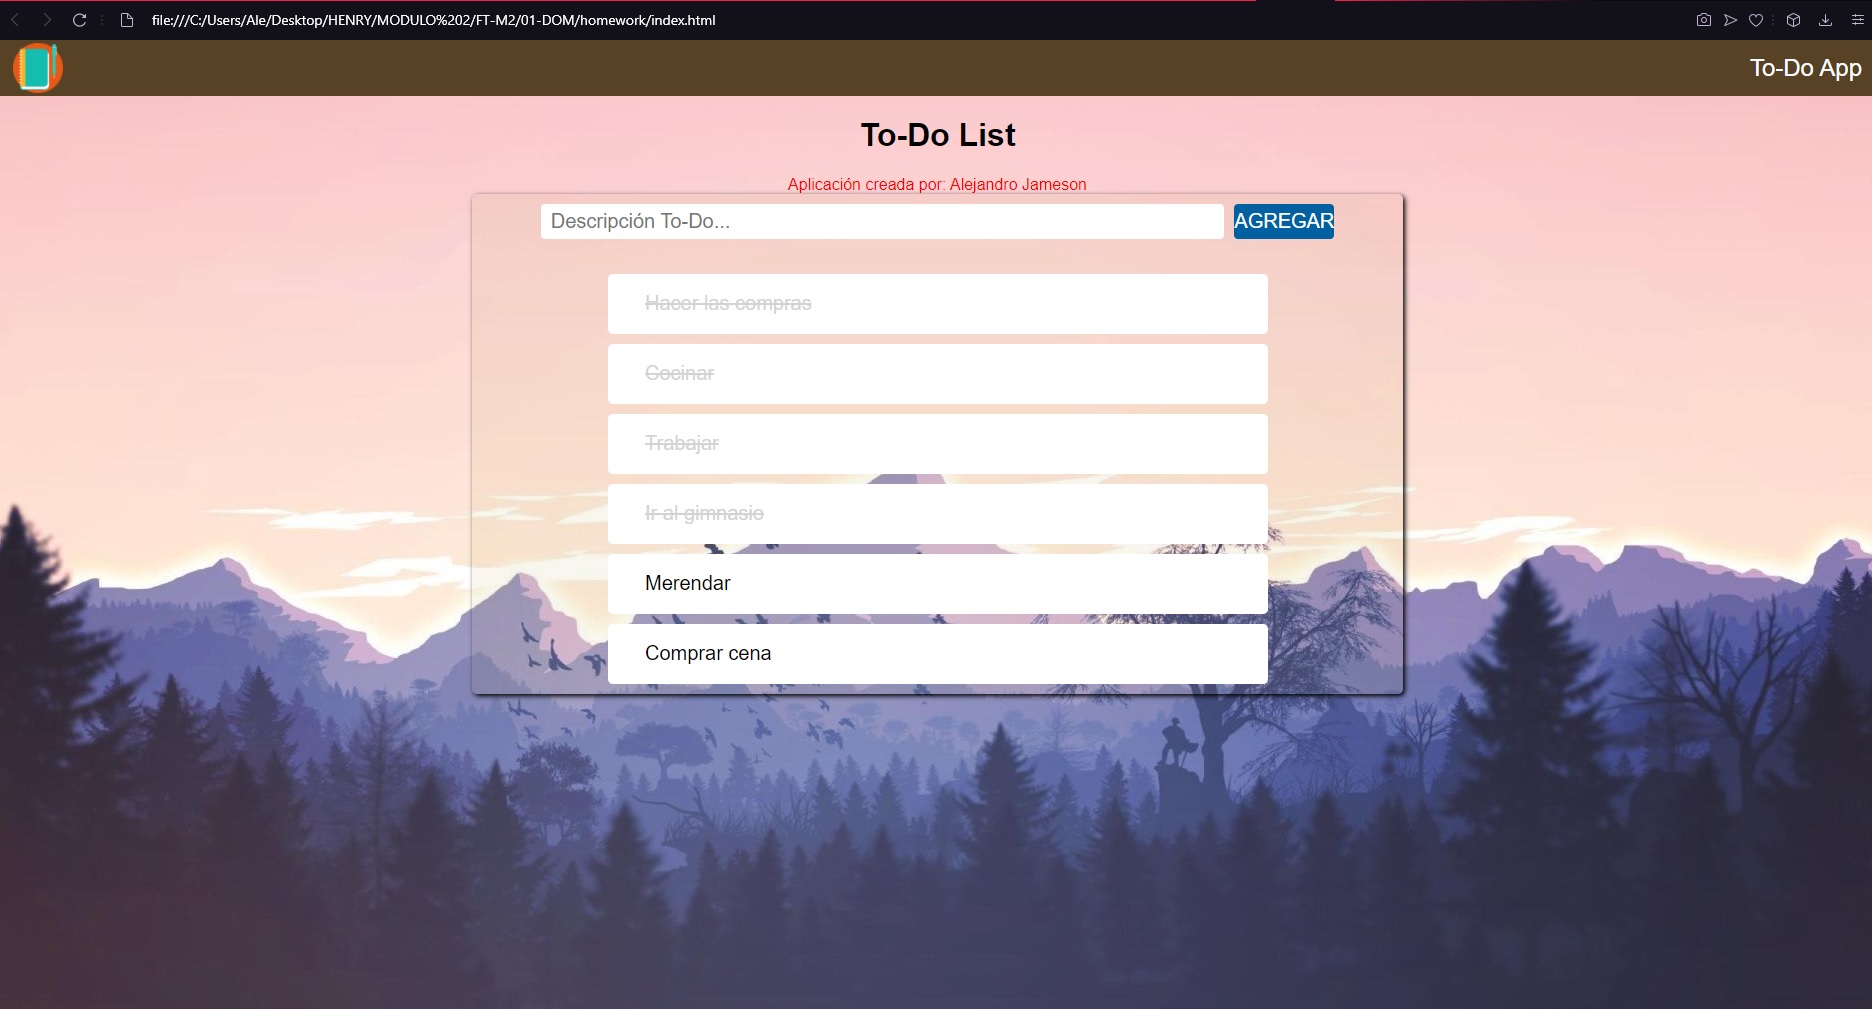 file:///C:/Users/Ale/Desktop/HENRY/MODULO%202/FT-M2/01-DOM/homework/index.html
To-Do App
To-Do List
Aplicación creada por: Alejandro Jameson
Descripción To-Do...
AGREGAR
Hacer las compras
Cocinar
Trabajar
Ir al gimnasio
Merendar
Comprar cena